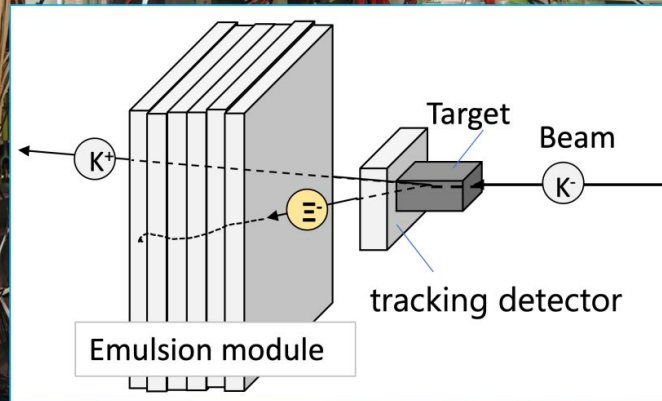 Target
Beam
K⁺
K⁻
Ξ⁻
tracking detector
Emulsion module